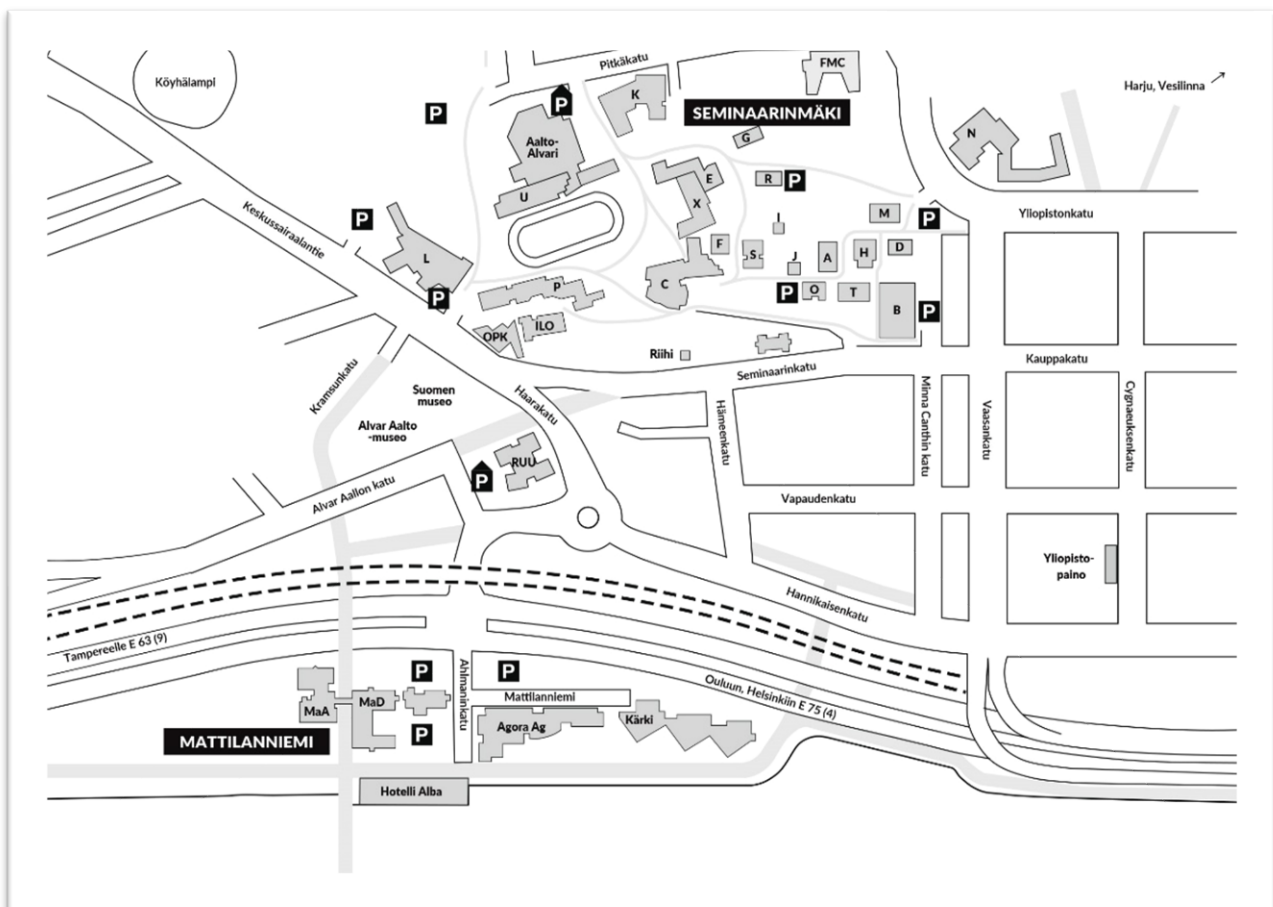 Köyhälampi
Pitkäkatu
FMC
Harju, Vesilinna
P
P
K
SEMINAARINMÄKI
Aalto-
Alvari
G
N
E
R
P
U
X
Keskussairaalantie
P
I
M
P
Yliopistonkatu
L
F
S
J
A
H
D
P
P
C
P
O
T
B
P
OPK
ILO
Riihi
Seminaarinkatu
Kauppakatu
Kramsunkatu
Suomen
museo
Haarakatu
Hämeenkatu
Minna Canthin katu
Vaasankatu
Cygnaeuksenkatu
Alvar Aalto
-museo
RUU
P
Alvar Aallon katu
Vapaudenkatu
Yliopisto-
paino
Hannikaisenkatu
Tampereelle E 63 (9)
P
Ahlmaninkatu
P
Ouluun, Helsinkiin E 75 (4)
MaA
MaD
Mattilanniemi
Agora Ag
Kärki
MATTILANNIEMI
P
Hotelli Alba